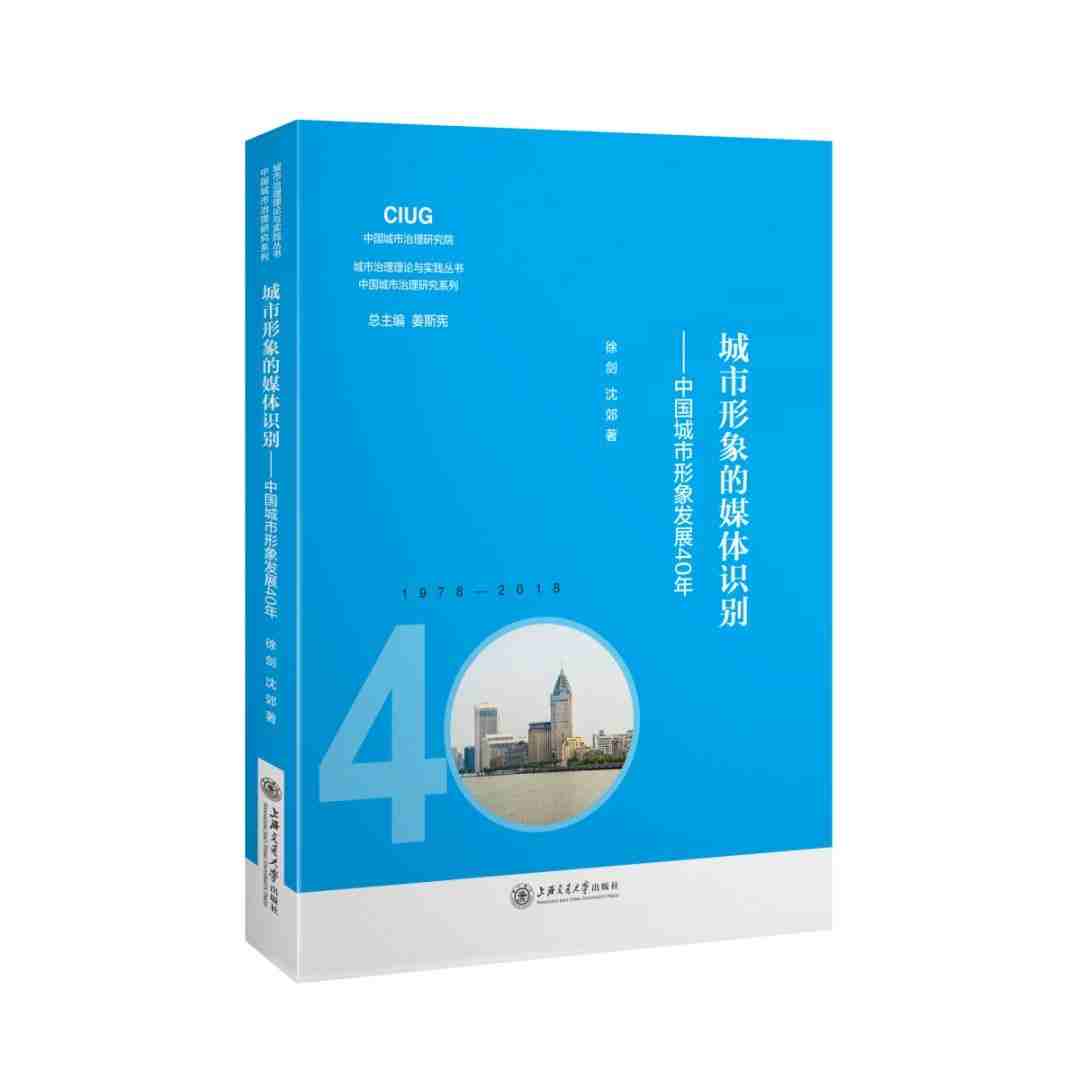 CIUG
中国城市治理研究院
城市治理理论与实践丛书
中国城市治理研究系列
总主编 姜斯宪
城市形象的媒体识别
——中国城市形象发展40年
徐剑 沈郊 著
1978—2018
40
上海交通大学出版社
城市治理理论与实践丛书
中国城市治理研究系列
城市形象的媒体识别——中国城市形象发展40年
徐剑 沈郊 著
上海交通大学出版社